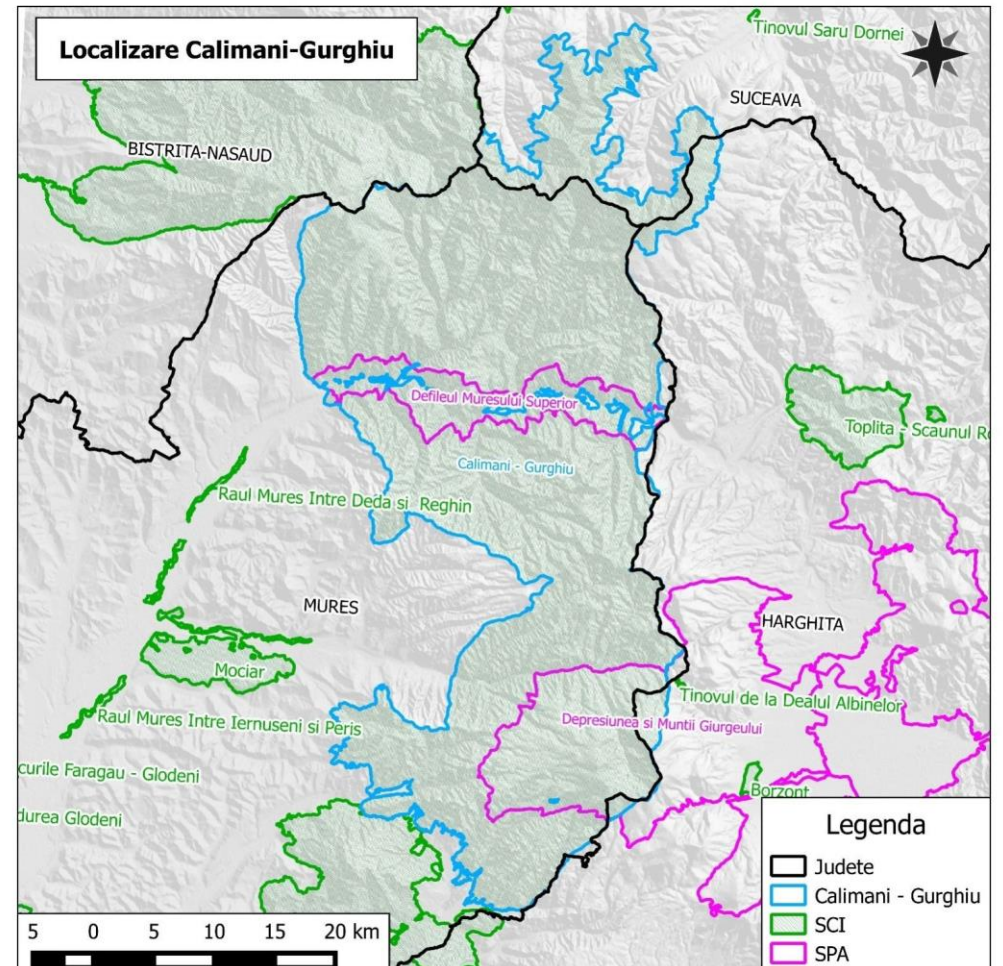 Localizare Calimani-Gurghiu
Tinovul Saru Dornei
SUCEAVA
BISTRITA-NASAUD
Defileul Muresului Superior
Toplita - Scaunul R
Calimani - Gurghiu
Raul Mures Intre Deda si Reghin
MURES
HARGHITA
Mociar
Tinovul de la Dealul Albinelor
Raul Mures Intre Iernuseni si Peris
Depresiunea si Muntii Giurgeului
curile Faragau - Glodeni
Borzont
durea Glodeni
Legenda
Judete
Calimani - Gurghiu
SCI
SPA
5 0 5 10 15 20 km